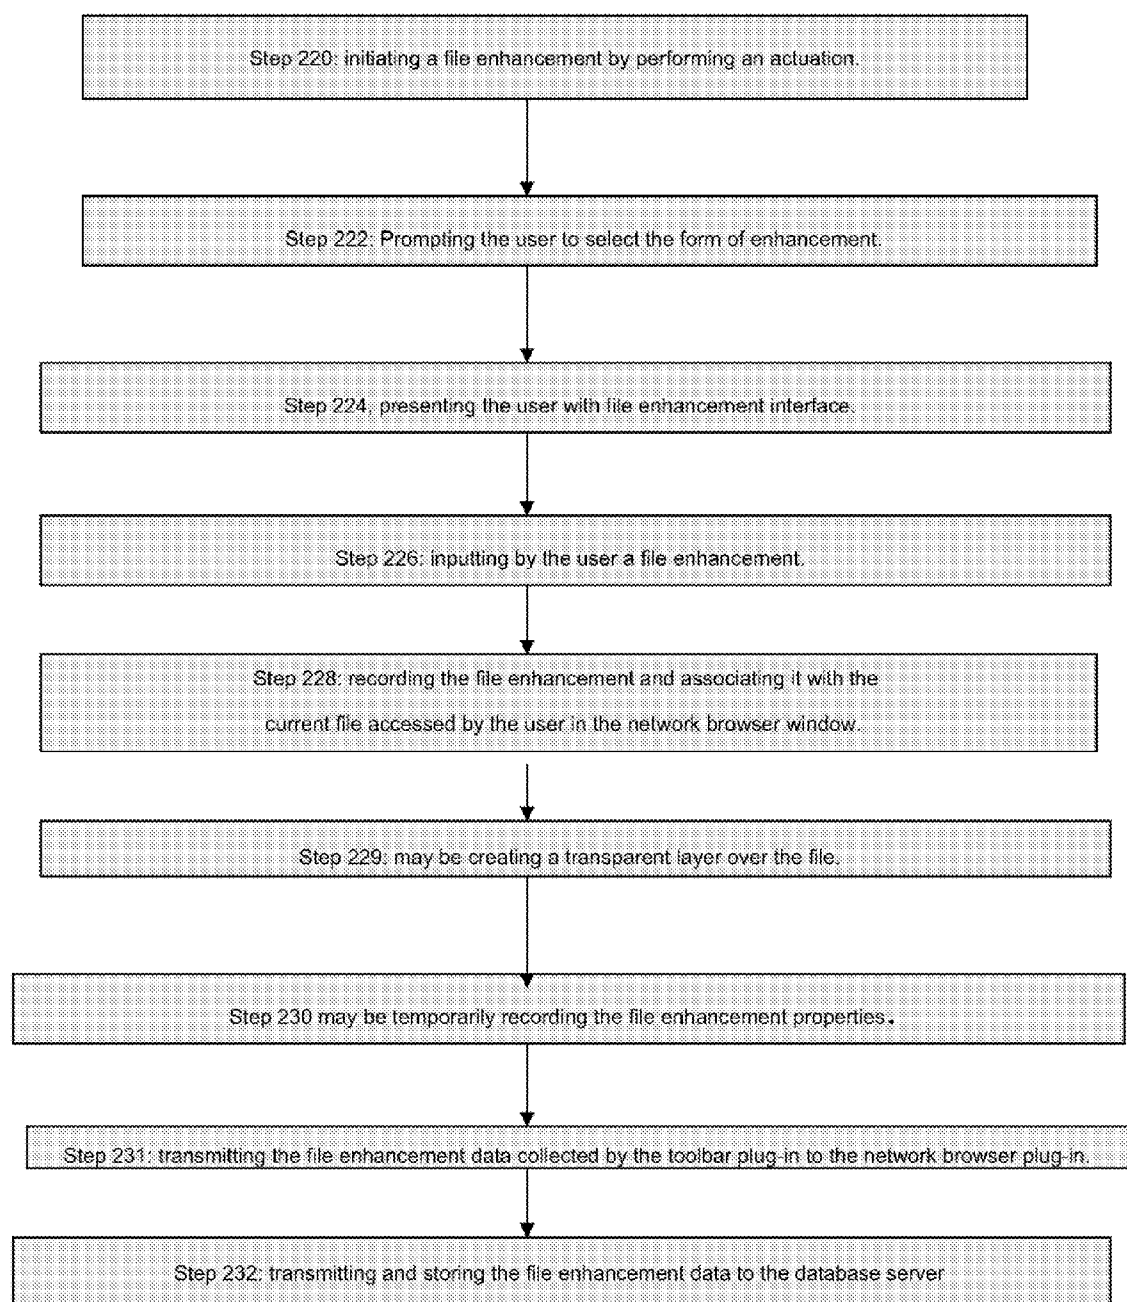 Step 220: initiating a file enhancement by performing an actuation.
Step 222: Prompting the user to select the form of enhancement.
Step 224, presenting the user with file enhancement interface.
Step 226: inputting by the user a file enhancement.
Step 228: recording the file enhancement and associating it with the
current file accessed by the user in the network browser window.
Step 229: may be creating a transparent layer over the file.
Step 230 may be temporarily recording the file enhancement properties.
Step 231: transmitting the file enhancement data collected by the toolbar plug-in to the network browser plug-in.
Step 232: transmitting and storing the file enhancement data to the database server